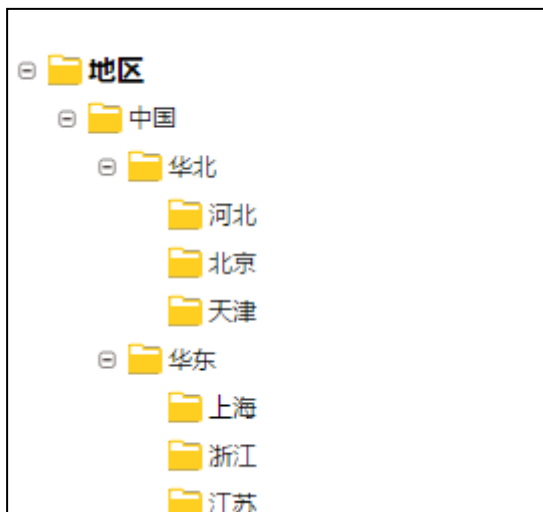 地区
中国
华北
河北
北京
天津
华东
上海
浙江
江苏